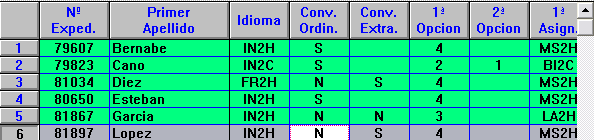 Nº Primer Idioma Conv. Conv. 1ª 2ª 1ª
Exped. Apellido Ordin. Extra. Opcion Opcion Asign.
1 79607 Bernabe IN2H S 4 MS2H
2 79823 Cano IN2C S 2 1 BI2C
3 81034 Diez FR2H N S 4 MS2H
4 80650 Esteban IN2H S 4 MS2H
5 81867 Garcia IN2H N N 3 LA2H
6 81897 Lopez IN2H N S 4 MS2H